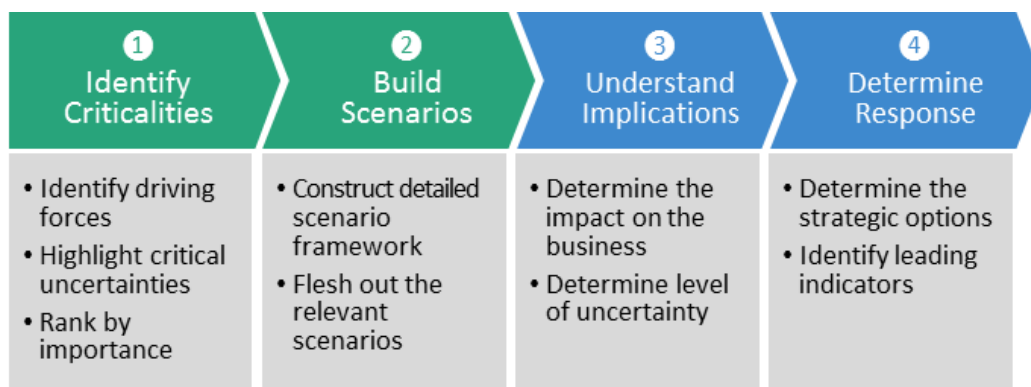 1
Identify
Criticalities
• Identify driving
forces
• Highlight critical
uncertainties
• Rank by
importance
2
Build
Scenarios
• Construct detailed
scenario
framework
• Flesh out the
relevant
scenarios
3
Understand
Implications
• Determine the
impact on the
business
• Determine level
of uncertainty
4
Determine
Response
• Determine the
strategic options
• Identify leading
indicators